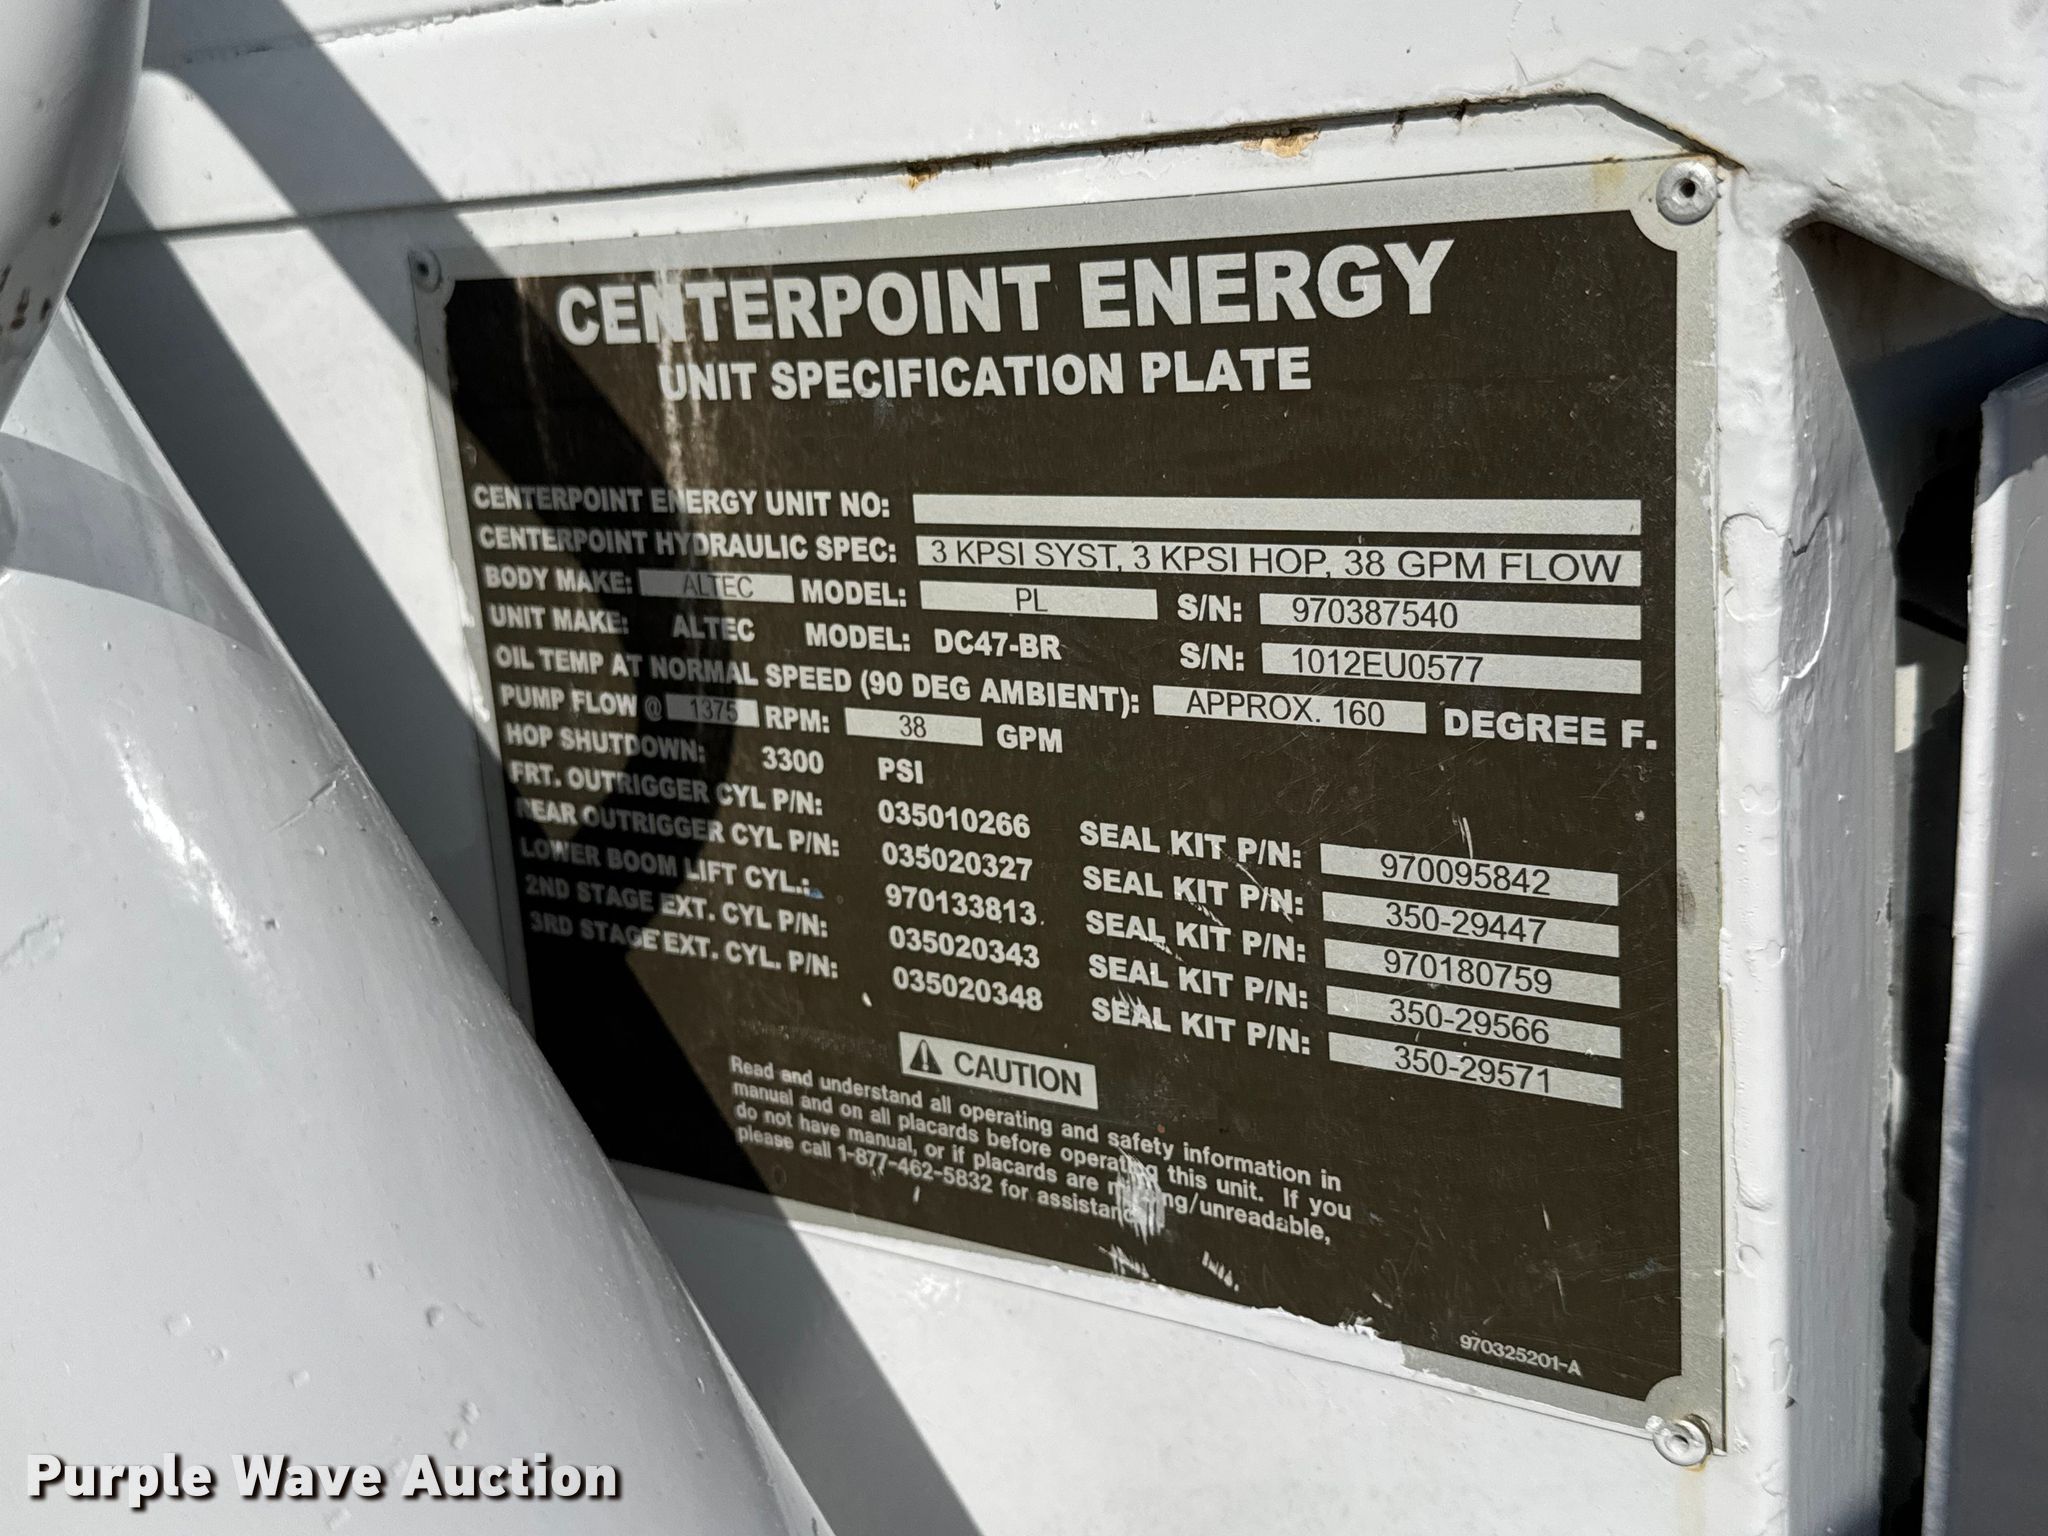 CENTERPOINT ENERGY
UNIT SPECIFICATION PLATE
CENTERPOINT ENERGY UNIT NO:
CENTERPOINT HYDRAULIC SPEC: 3 KPSI SYST, 3 KPSI HOP, 38 GPM FLOW
BODY MAKE: ALTEC MODEL: PL S/N: 970387540
UNIT MAKE: ALTEC MODEL: DC47-BR S/N: 1012EU0577
OIL TEMP AT NORMAL SPEED (90 DEG AMBIENT): APPROX. 160 DEGREE F.
PUMP FLOW @ 1375 RPM: 38 GPM
HOP SHUTDOWN: 3300 PSI
FRT. OUTRIGGER CYL P/N: 035010266 SEAL KIT P/N: 970095842
REAR OUTRIGGER CYL P/N: 035020327 SEAL KIT P/N: 350-29447
LOWER BOOM LIFT CYL.: 970133813 SEAL KIT P/N: 970180759
2ND STAGE EXT. CYL P/N: 035020343 SEAL KIT P/N: 350-29566
3RD STAGE EXT. CYL. P/N: 035020348 SEAL KIT P/N: 350-29571
CAUTION
Read and understand all operating and safety information in
manual and on all placards before operating this unit. If you
do not have manual, or if placards are missing/unreadable,
please call 1-877-462-5832 for assistance.
970325201-A
Purple Wave Auction